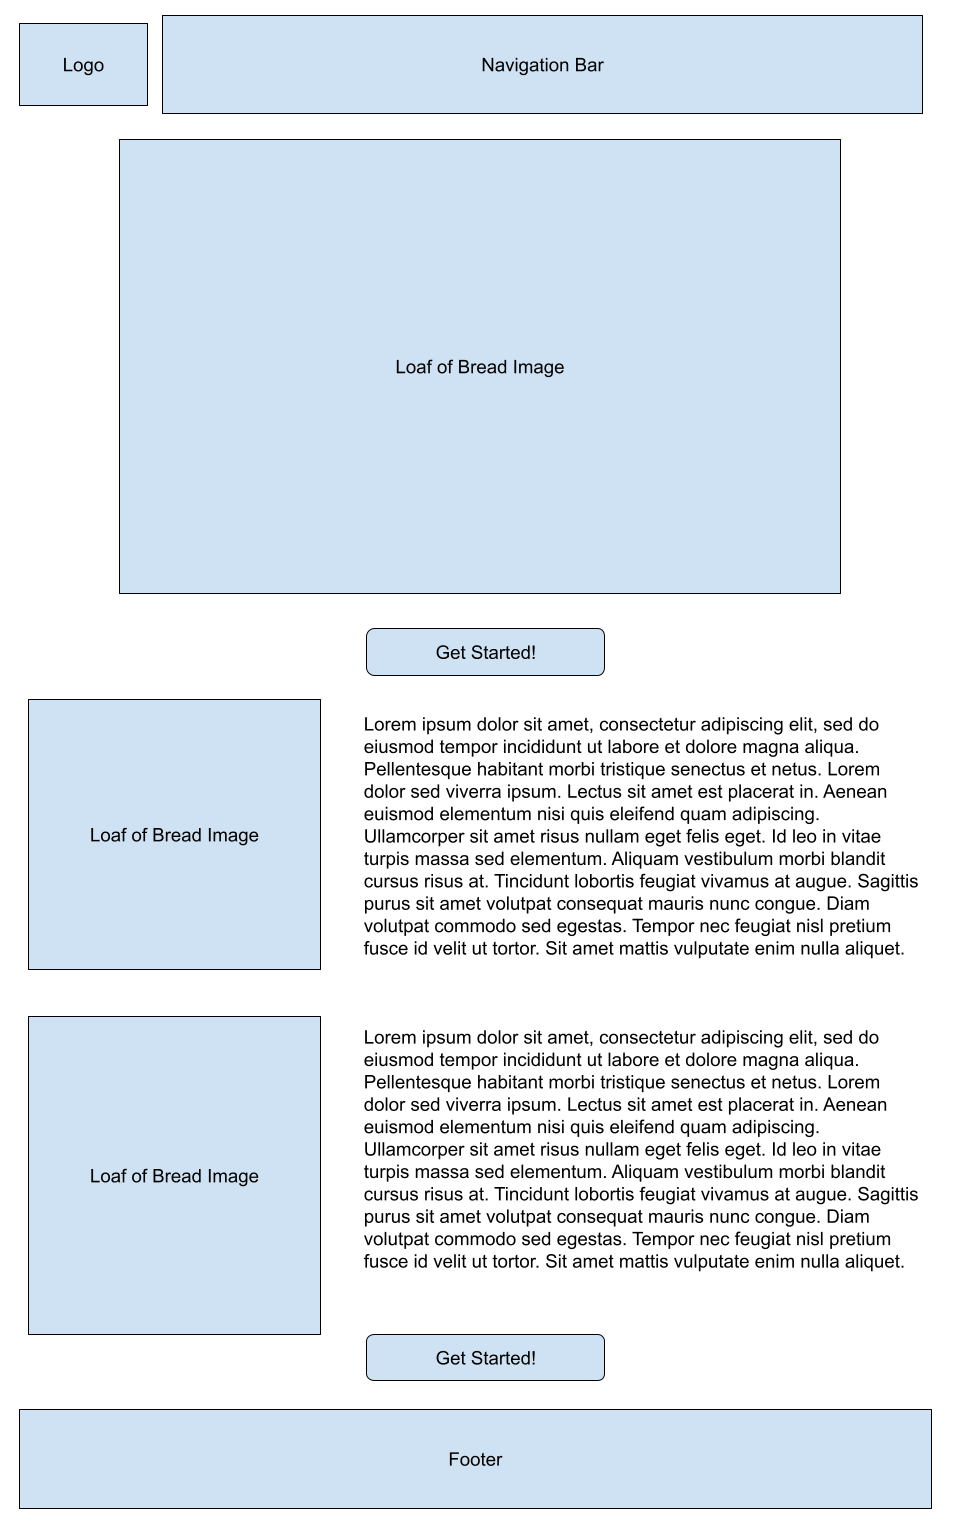 Logo
Navigation Bar
Loaf of Bread Image
Get Started!
Loaf of Bread Image
Lorem ipsum dolor sit amet, consectetur adipiscing elit, sed do
eiusmod tempor incididunt ut labore et dolore magna aliqua.
Pellentesque habitant morbi tristique senectus et netus. Lorem
dolor sed viverra ipsum. Lectus sit amet est placerat in. Aenean
euismod elementum nisi quis eleifend quam adipiscing.
Ullamcorper sit amet risus nullam eget felis eget. Id leo in vitae
turpis massa sed elementum. Aliquam vestibulum morbi blandit
cursus risus at. Tincidunt lobortis feugiat vivamus at augue. Sagittis
purus sit amet volutpat consequat mauris nunc congue. Diam
volutpat commodo sed egestas. Tempor nec feugiat nisl pretium
fusce id velit ut tortor. Sit amet mattis vulputate enim nulla aliquet.
Loaf of Bread Image
Lorem ipsum dolor sit amet, consectetur adipiscing elit, sed do
eiusmod tempor incididunt ut labore et dolore magna aliqua.
Pellentesque habitant morbi tristique senectus et netus. Lorem
dolor sed viverra ipsum. Lectus sit amet est placerat in. Aenean
euismod elementum nisi quis eleifend quam adipiscing.
Ullamcorper sit amet risus nullam eget felis eget. Id leo in vitae
turpis massa sed elementum. Aliquam vestibulum morbi blandit
cursus risus at. Tincidunt lobortis feugiat vivamus at augue. Sagittis
purus sit amet volutpat consequat mauris nunc congue. Diam
volutpat commodo sed egestas. Tempor nec feugiat nisl pretium
fusce id velit ut tortor. Sit amet mattis vulputate enim nulla aliquet.
Get Started!
Footer